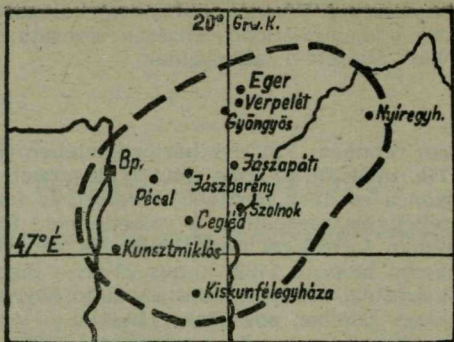 20° Grw.K.
Eger
Verpelét
Gyöngyös
Nyíregyh.
Bp.
Jászapáti
Jászberény
Pécel
Szolnok
Cegléd
47° É.
Kunsztmiklós
Kiskunfélegyháza